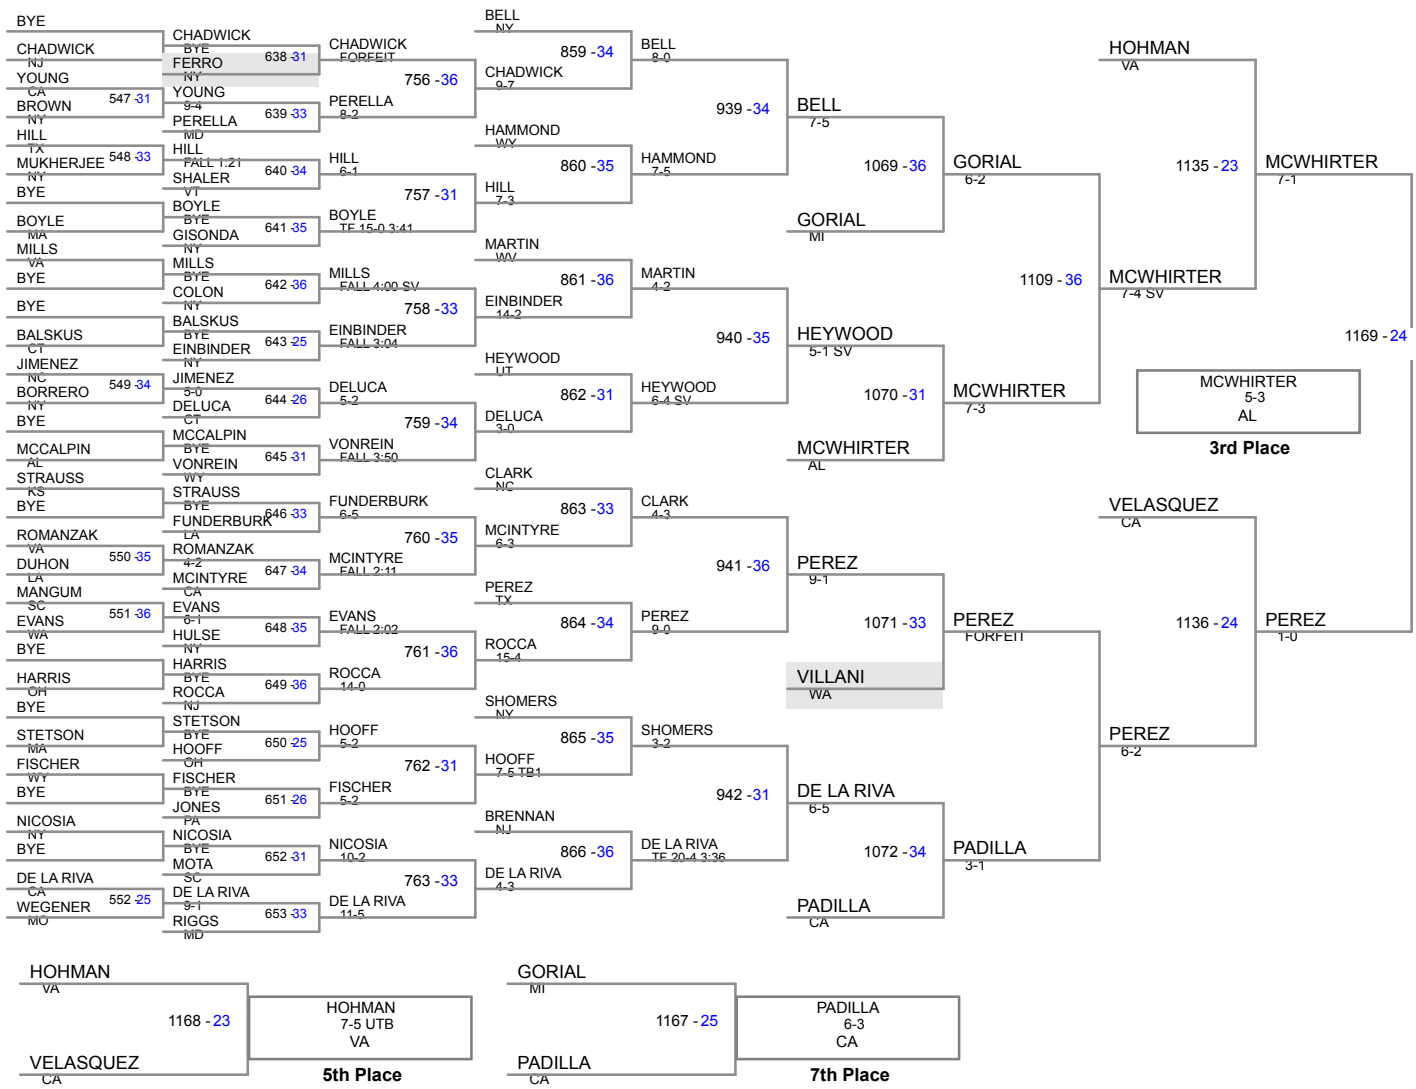 BYE
CHADWICK
NJ
YOUNG
CA
BROWN
NY
547 -31
HILL
TX
MUKHERJEE
NY
548 -33
BYE
BOYLE
MA
MILLS
VA
BYE
BYE
BALSKUS
CT
JIMENEZ
NC
BORRERO
NY
549 -34
BYE
MCCALPIN
AL
STRAUSS
KS
BYE
ROMANZAK
VA
DUHON
LA
550 -35
MANGUM
SC
EVANS
WA
551 -36
BYE
HARRIS
OH
BYE
STETSON
MA
FISCHER
WY
BYE
NICOSIA
NY
BYE
DE LA RIVA
CA
WEGENER
MO
552 -25
CHADWICK
BYE
FERRO
NY
638 -31
YOUNG
9-4
PERELLA
MD
639 -33
HILL
FALL 1:21
SHALER
VT
640 -34
BOYLE
BYE
GISONDA
NY
641 -35
MILLS
BYE
COLON
NY
642 -36
BALSKUS
BYE
EINBINDER
NY
643 -25
JIMENEZ
5-0
DELUCA
CT
644 -26
MCCALPIN
BYE
VONREIN
WY
645 -31
STRAUSS
BYE
FUNDERBURK
LA
646 -33
ROMANZAK
4-2
MCINTYRE
CA
647 -34
EVANS
6-1
HULSE
NY
648 -35
HARRIS
BYE
ROCCA
NJ
649 -36
STETSON
BYE
HOOFF
OH
650 -25
FISCHER
BYE
JONES
PA
651 -26
NICOSIA
BYE
MOTA
SC
652 -31
DE LA RIVA
9-1
RIGGS
MD
653 -33
CHADWICK
FORFEIT
PERELLA
8-2
756 -36
HILL
6-1
BOYLE
TF 15-0 3:41
757 -31
MILLS
FALL 4:00 SV
EINBINDER
FALL 3:04
758 -33
DELUCA
5-2
VONREIN
FALL 3:50
759 -34
FUNDERBURK
6-5
MCINTYRE
FALL 2:11
760 -35
EVANS
FALL 2:02
ROCCA
14-0
761 -36
HOOFF
5-2
FISCHER
5-2
762 -31
NICOSIA
10-2
DE LA RIVA
11-5
763 -33
BELL
NY
CHADWICK
9-7
859 -34
HAMMOND
WY
HILL
7-3
860 -35
MARTIN
WV
EINBINDER
14-2
861 -36
HEYWOOD
UT
DELUCA
3-0
862 -31
CLARK
NC
MCINTYRE
6-3
863 -33
PEREZ
TX
ROCCA
15-4
864 -34
SHOMERS
NY
HOOFF
7-5 TB1
865 -35
BRENNAN
NJ
DE LA RIVA
4-3
866 -36
BELL
8-0
HAMMOND
7-5
939 -34
MARTIN
4-2
HEYWOOD
6-4 SV
940 -35
CLARK
4-3
PEREZ
9-0
941 -36
SHOMERS
3-2
DE LA RIVA
TF 20-4 3:36
942 -31
BELL
7-5
GORIAL
MI
1069 -36
HEYWOOD
5-1 SV
MCWHIRTER
AL
1070 -31
PEREZ
9-1
VILLANI
WA
1071 -33
DE LA RIVA
6-5
PADILLA
CA
1072 -34
GORIAL
6-2
MCWHIRTER
7-3
1109 -36
PEREZ
FORFEIT
PADILLA
3-1
HOHMAN
VA
MCWHIRTER
7-4 SV
1135 -23
VELASQUEZ
CA
PEREZ
6-2
1136 -24
MCWHIRTER
7-1
PEREZ
1-0
1169 -24
MCWHIRTER
5-3
AL
3rd Place
HOHMAN
VA
VELASQUEZ
CA
1168 -23
HOHMAN
7-5 UTB
VA
5th Place
GORIAL
MI
PADILLA
CA
1167 -25
PADILLA
6-3
CA
7th Place